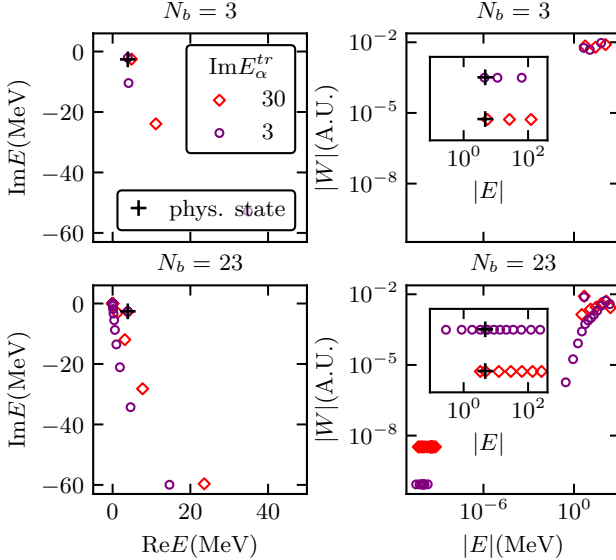 N_b = 3
N_b = 3
0
−20
−40
−60
ImE(MeV)
ImE_α^tr
30
3
phys. state
10^−2
10^−5
10^−8
|W|(A.U.)
10^0
10^2
|E|
N_b = 23
N_b = 23
0
−20
−40
−60
ImE(MeV)
0
20
40
ReE(MeV)
10^−2
10^−5
10^−8
|W|(A.U.)
10^0
10^2
|E|
10^−6
10^0
|E|(MeV)